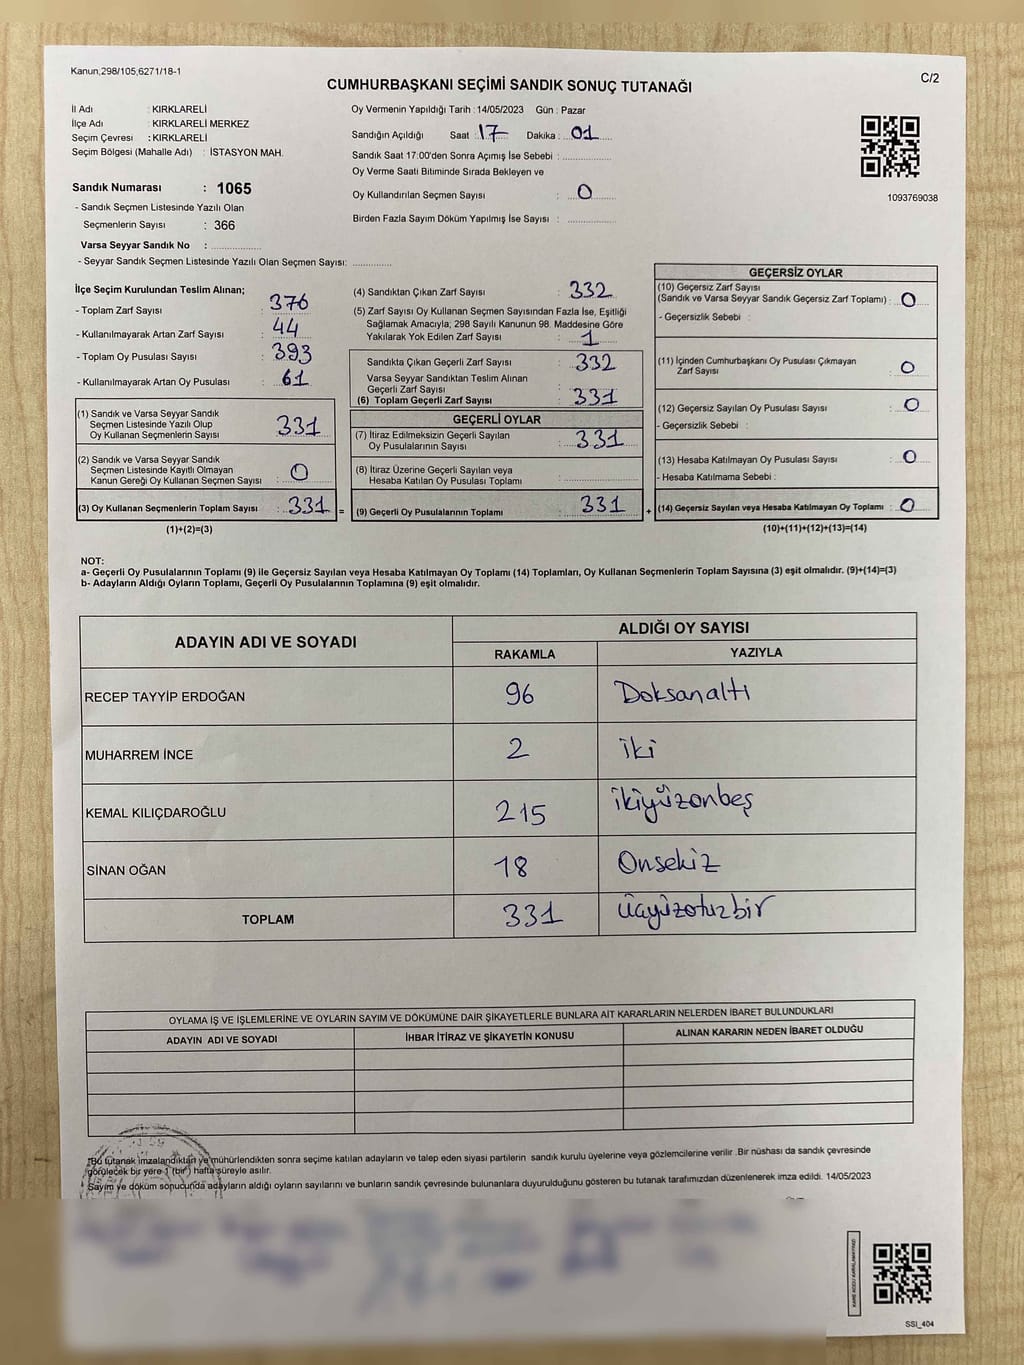 Kanun,298/105,6271/18-1
C/2
CUMHURBAŞKANI SEÇİMİ SANDIK SONUÇ TUTANAĞI
İl Adı : KIRKLARELİ
İlçe Adı : KIRKLARELİ MERKEZ
Seçim Çevresi : KIRKLARELİ
Seçim Bölgesi (Mahalle Adı) : İSTASYON MAH.
Sandık Numarası : 1065
- Sandık Seçmen Listesinde Yazılı Olan
Seçmenlerin Sayısı : 366
Varsa Seyyar Sandık No : ................
- Seyyar Sandık Seçmen Listesinde Yazılı Olan Seçmen Sayısı: .............
Oy Vermenin Yapıldığı Tarih : 14/05/2023 Gün : Pazar
Sandığın Açıldığı Saat : 17 Dakika : 01
Sandık Saat 17:00'den Sonra Açımış İse Sebebi : ................
Oy Verme Saati Bitiminde Sırada Bekleyen ve
Oy Kullandırılan Seçmen Sayısı : 0
Birden Fazla Sayım Döküm Yapılmış İse Sayısı : ................
1093769038
İlçe Seçim Kurulundan Teslim Alınan;
- Toplam Zarf Sayısı : 376
- Kullanılmayarak Artan Zarf Sayısı : 44
- Toplam Oy Pusulası Sayısı : 393
- Kullanılmayarak Artan Oy Pusulası : 61
(1) Sandık ve Varsa Seyyar Sandık
Seçmen Listesinde Yazılı Olup
Oy Kullanan Seçmenlerin Sayısı : 331
(2) Sandık ve Varsa Seyyar Sandık
Seçmen Listesinde Kayıtlı Olmayan
Kanun Gereği Oy Kullanan Seçmen Sayısı : 0
(3) Oy Kullanan Seçmenlerin Toplam Sayısı : 331 =
(1)+(2)=(3)
(4) Sandıktan Çıkan Zarf Sayısı : 332
(5) Zarf Sayısı Oy Kullanan Seçmen Sayısından Fazla İse, Eşitliği
Sağlamak Amacıyla; 298 Sayılı Kanunun 98. Maddesine Göre
Yakılarak Yok Edilen Zarf Sayısı : 1
Sandıkta Çıkan Geçerli Zarf Sayısı : 332
Varsa Seyyar Sandıktan Teslim Alınan
Geçerli Zarf Sayısı :
(6) Toplam Geçerli Zarf Sayısı : 331
GEÇERLİ OYLAR
(7) İtiraz Edilmeksizin Geçerli Sayılan
Oy Pusulalarının Sayısı : 331
(8) İtiraz Üzerine Geçerli Sayılan veya
Hesaba Katılan Oy Pusulası Toplamı : ................
(9) Geçerli Oy Pusulalarının Toplamı : 331 +
GEÇERSİZ OYLAR
(10) Geçersiz Zarf Sayısı
(Sandık ve Varsa Seyyar Sandık Geçersiz Zarf Toplamı) : 0
- Geçersizlik Sebebi :
(11) İçinden Cumhurbaşkanı Oy Pusulası Çıkmayan
Zarf Sayısı : 0
(12) Geçersiz Sayılan Oy Pusulası Sayısı : 0
- Geçersizlik Sebebi :
(13) Hesaba Katılmayan Oy Pusulası Sayısı : 0
- Hesaba Katılmama Sebebi :
(14) Geçersiz Sayılan veya Hesaba Katılmayan Oy Toplamı : 0
(10)+(11)+(12)+(13)=(14)
NOT:
a- Geçerli Oy Pusulalarının Toplamı (9) ile Geçersiz Sayılan veya Hesaba Katılmayan Oy Toplamı (14) Toplamları, Oy Kullanan Seçmenlerin Toplam Sayısına (3) eşit olmalıdır. (9)+(14)=(3)
b- Adayların Aldığı Oyların Toplamı, Geçerli Oy Pusulalarının Toplamına (9) eşit olmalıdır.
ADAYIN ADI VE SOYADI ALDIĞI OY SAYISI
RAKAMLA YAZIYLA
RECEP TAYYİP ERDOĞAN 96 Doksanaltı
MUHARREM İNCE 2 iki
KEMAL KILIÇDAROĞLU 215 ikiyüzonbeş
SİNAN OĞAN 18 Onsekiz
TOPLAM 331 üçyüzotuzbir
OYLAMA İŞ VE İŞLEMLERİNE VE OYLARIN SAYIM VE DÖKÜMÜNE DAİR ŞİKAYETLERLE BUNLARA AİT KARARLARIN NELERDEN İBARET BULUNDUKLARI
ADAYIN ADI VE SOYADI İHBAR İTİRAZ VE ŞİKAYETİN KONUSU ALINAN KARARIN NEDEN İBARET OLDUĞU
"Bu tutanak imzalandıktan ve mühürlendikten sonra seçime katılan adayların ve talep eden siyasi partilerin sandık kurulu üyelerine veya gözlemcilerine verilir .Bir nüshası da sandık çevresinde
görülecek bir yere 1 (bir) hafta süreyle asılır.
Sayım ve döküm sonucunda adayların aldığı oyların sayılarını ve bunların sandık çevresinde bulunanlara duyurulduğunu gösteren bu tutanak tarafımızdan düzenlenerek imza edildi. 14/05/2023
KARE KODU KARALAMAYINIZ!
SSI_404